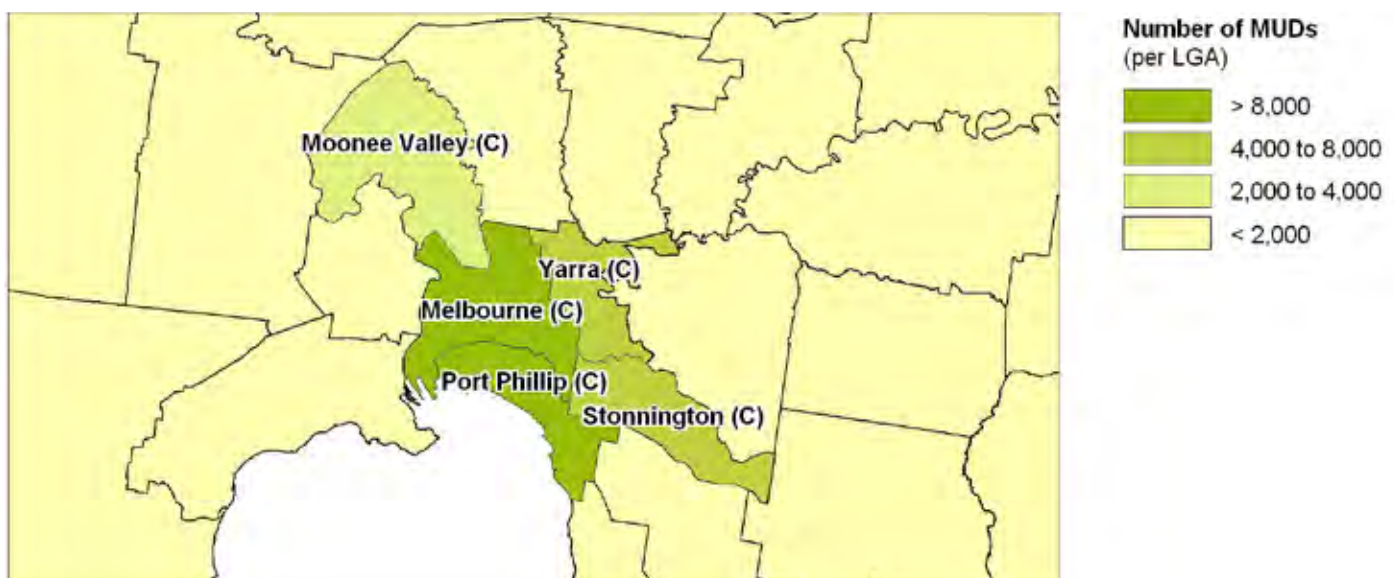 Number of MUDs
(per LGA)
> 8,000
4,000 to 8,000
2,000 to 4,000
< 2,000
Moonee Valley (C)
Yarra (C)
Melbourne (C)
Port Phillip (C)
Stonnington (C)